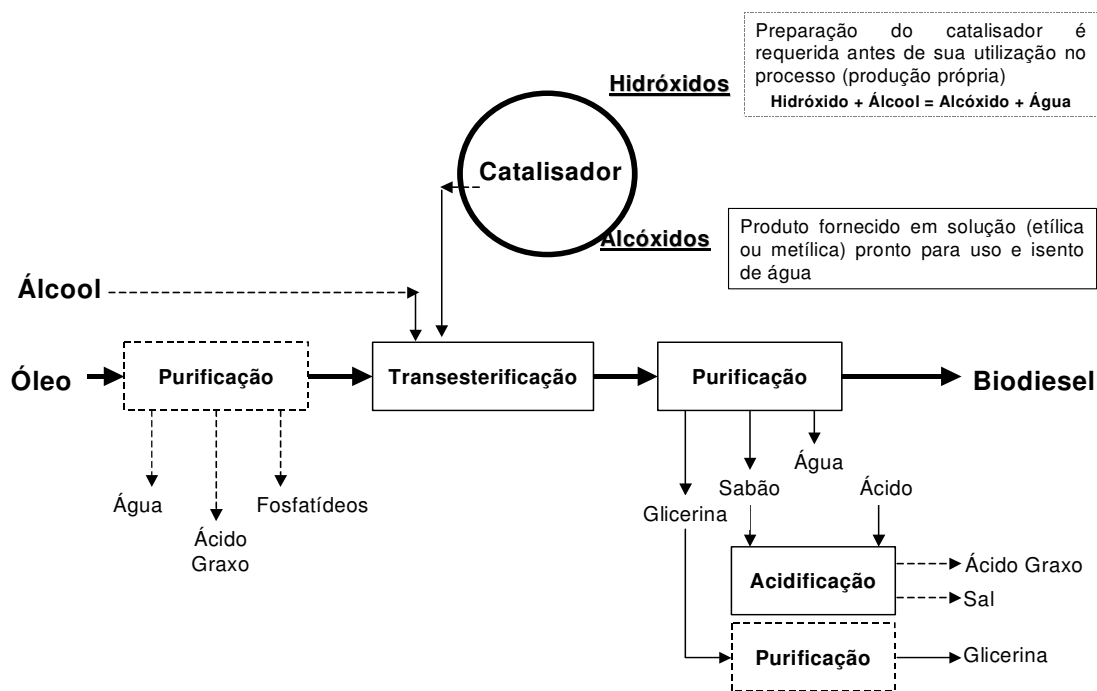 Preparação do catalisador é
requerida antes de sua utilização no
processo (produção própria)
Hidróxido + Álcool = Alcóxido + Água
Hidróxidos
Catalisador
Alcóxidos
Produto fornecido em solução (etílica
ou metílica) pronto para uso e isento
de água
Álcool
Óleo
Purificação
Transesterificação
Purificação
Biodiesel
Água
Ácido
Graxo
Fosfatídeos
Glicerina
Sabão
Água
Ácido
Acidificação
Ácido Graxo
Sal
Purificação
Glicerina